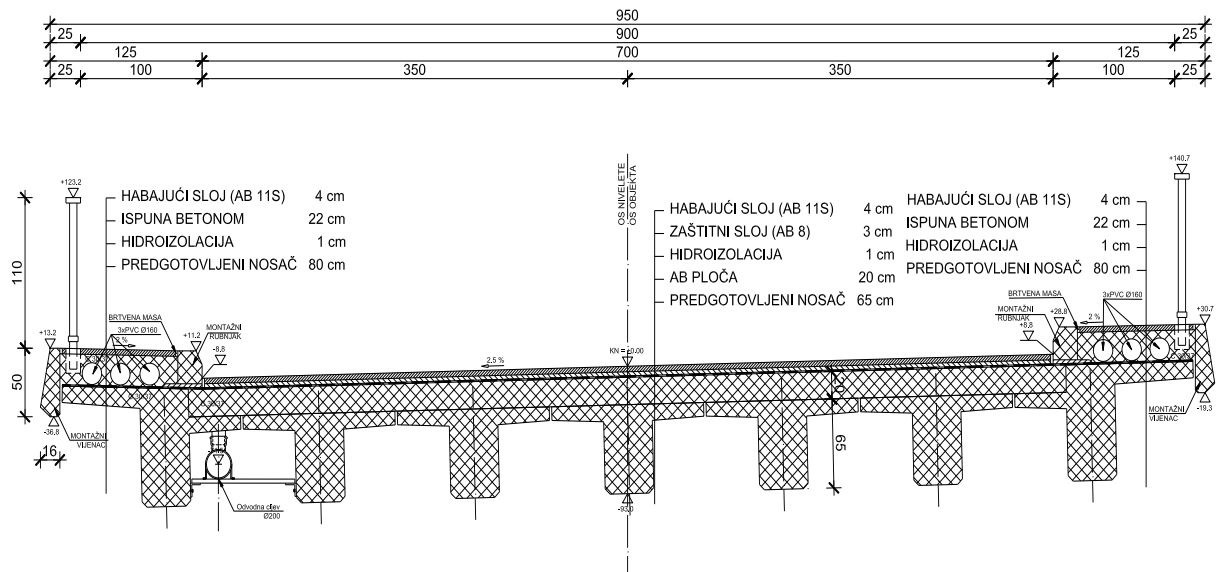 950
25 900 25
125 700 125
25 100 350 350 100 25
+123.2
HABAJUĆI SLOJ (AB 11S) 4 cm
ISPUNA BETONOM 22 cm
HIDROIZOLACIJA 1 cm
PREDGOTOVLJENI NOSAČ 80 cm
OS NIVELETE
OS OBJEKTA
HABAJUĆI SLOJ (AB 11S) 4 cm
ZAŠTITNI SLOJ (AB 8) 3 cm
HIDROIZOLACIJA 1 cm
AB PLOČA 20 cm
PREDGOTOVLJENI NOSAČ 65 cm
HABAJUĆI SLOJ (AB 11S) 4 cm
ISPUNA BETONOM 22 cm
HIDROIZOLACIJA 1 cm
PREDGOTOVLJENI NOSAČ 80 cm
+140.7
110
50
16
+13.2
BRTVENA MASA
3xPVC Ø160
2 %
+11.2
MONTAŽNI
RUBNJAK
-8.8
-36.8
MONTAŽNI
VIJENAC
Odvodna cijev
Ø200
2,5 %
KN = ±0.00
20
65
-93.0
BRTVENA MASA
MONTAŽNI
RUBNJAK
+8.8
+28.8
2 %
3xPVC Ø160
+30.7
MONTAŽNI
VIJENAC
-19.3